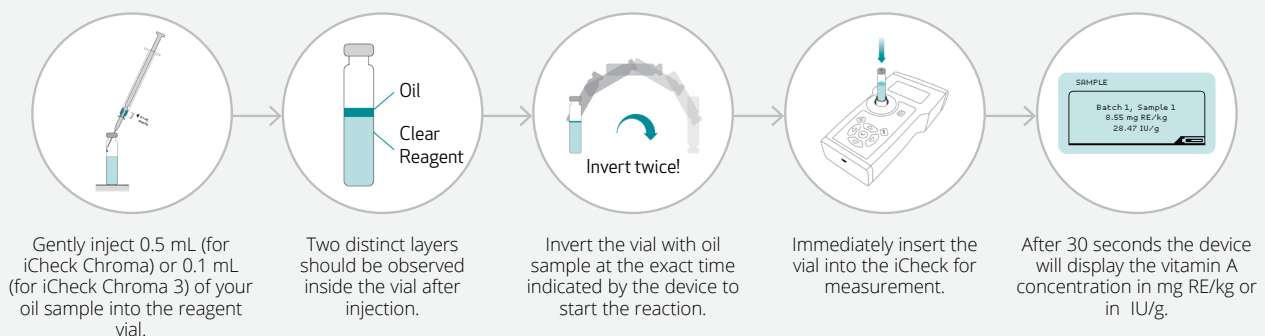 Oil
Clear
Reagent
Invert twice!
SAMPLE
Batch 1, Sample 1
8.55 mg RE/kg
28.47 IU/g
Gently inject 0.5 mL (for
iCheck Chroma) or 0.1 mL
(for iCheck Chroma 3) of your
oil sample into the reagent
vial.
Two distinct layers
should be observed
inside the vial after
injection.
Invert the vial with oil
sample at the exact time
indicated by the device to
start the reaction.
Immediately insert the
vial into the iCheck for
measurement.
After 30 seconds the device
will display the vitamin A
concentration in mg RE/kg or
in IU/g.